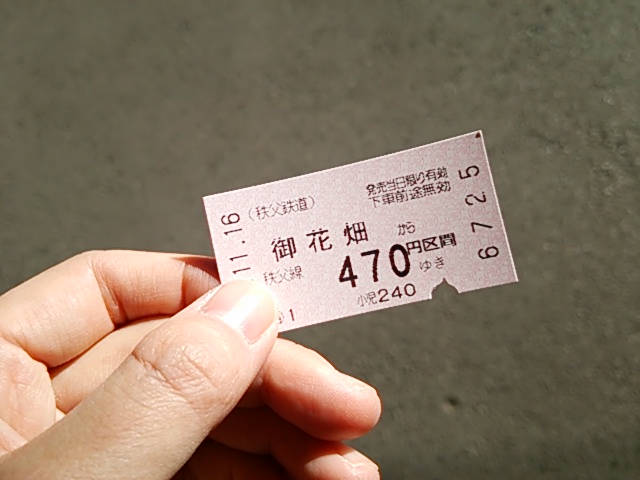 (秩父鉄道)
発売当日限り有効
下車前途無効
御花畑から
秩父線
470円区間ゆき
小児240
11.16
6725
1